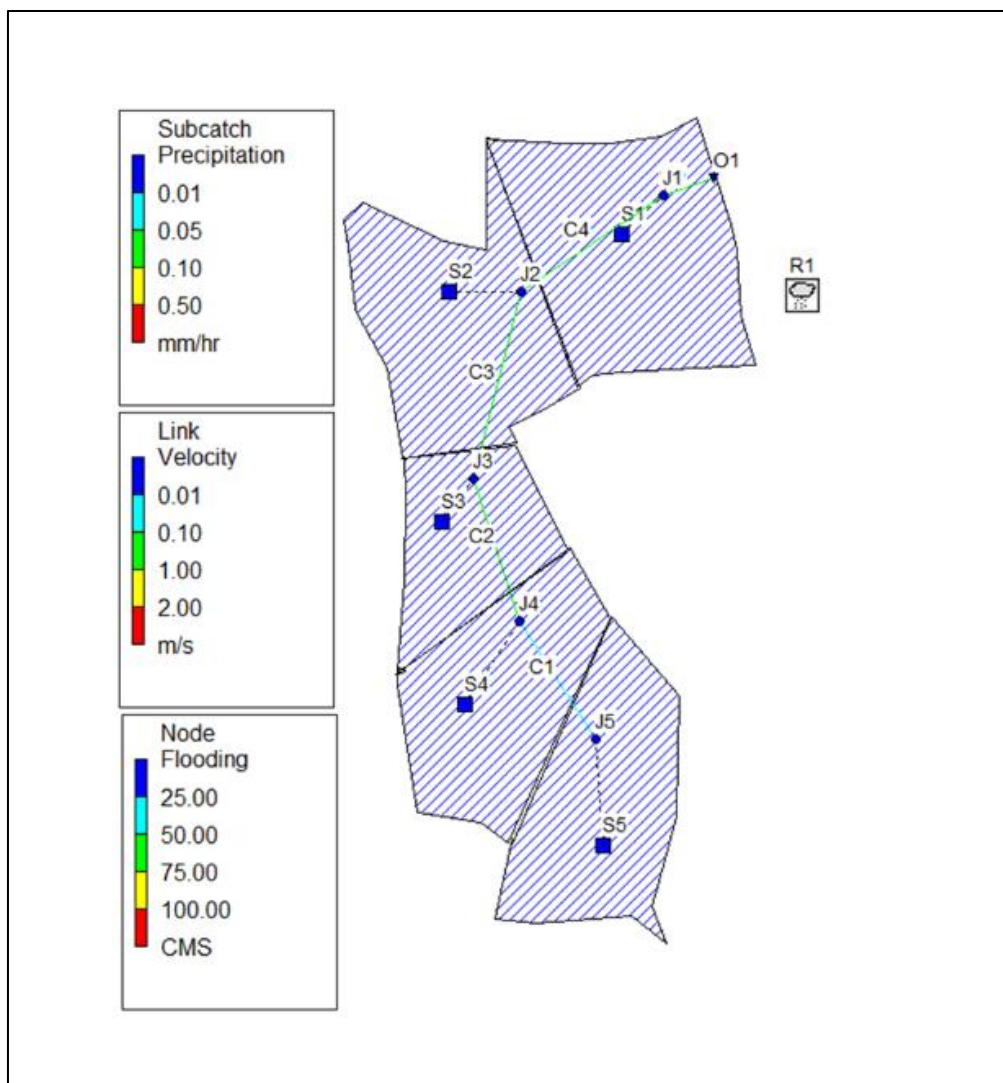 Subcatch
Precipitation
0.01
0.05
0.10
0.50
mm/hr
Link
Velocity
0.01
0.10
1.00
2.00
m/s
Node
Flooding
25.00
50.00
75.00
100.00
CMS
O1
J1
S1
C4
R1
S2
J2
C3
J3
S3
C2
J4
C1
S4
J5
S5